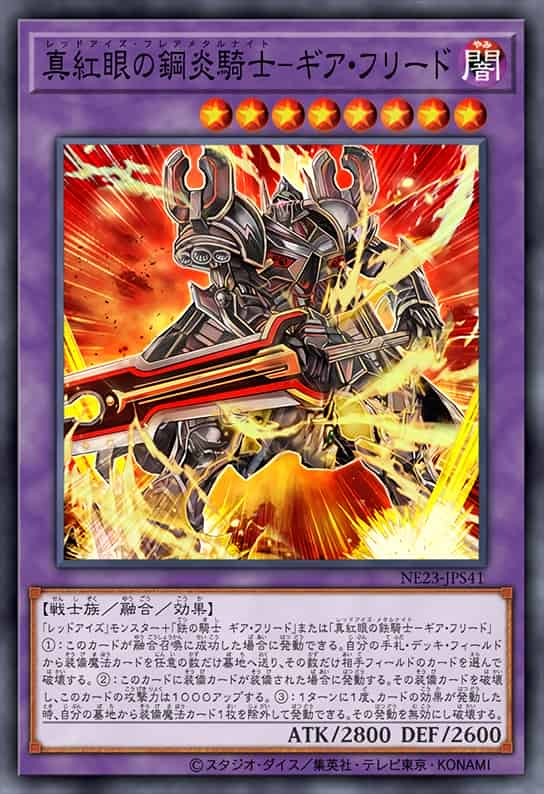 レッドアイズ・フレアメタルナイト
真紅眼の鋼炎騎士－ギア・フリード
やみ
闇
NE23-JPS41
せんしぞく ゆうごう こうか
【戦士族／融合／効果】
「レッドアイズ」モンスター＋「鉄の騎士 ギア・フリード」または「真紅眼の鉄騎士－ギア・フリード」
①：このカードが融合召喚に成功した場合に発動できる。自分の手札・デッキ・フィールド
から装備魔法カードを任意の数だけ墓地へ送り、その数だけ相手フィールドのカードを選んで
破壊する。②：このカードに装備カードが装備された場合に発動する。その装備カードを破壊
し、このカードの攻撃力は１０００アップする。③：１ターンに１度、カードの効果が発動した
時、自分の墓地から装備魔法カード１枚を除外して発動できる。その発動を無効にし破壊する。
ATK/2800 DEF/2600
©スタジオ・ダイス／集英社・テレビ東京・KONAMI